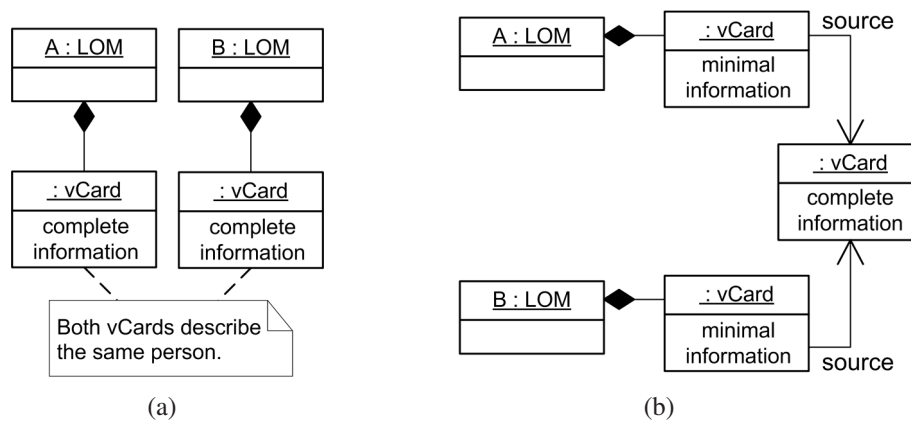 A : LOM
B : LOM
: vCard
complete
information
: vCard
complete
information
Both vCards describe
the same person.
(a)
A : LOM
: vCard
minimal
information
source
: vCard
complete
information
B : LOM
: vCard
minimal
information
source
(b)